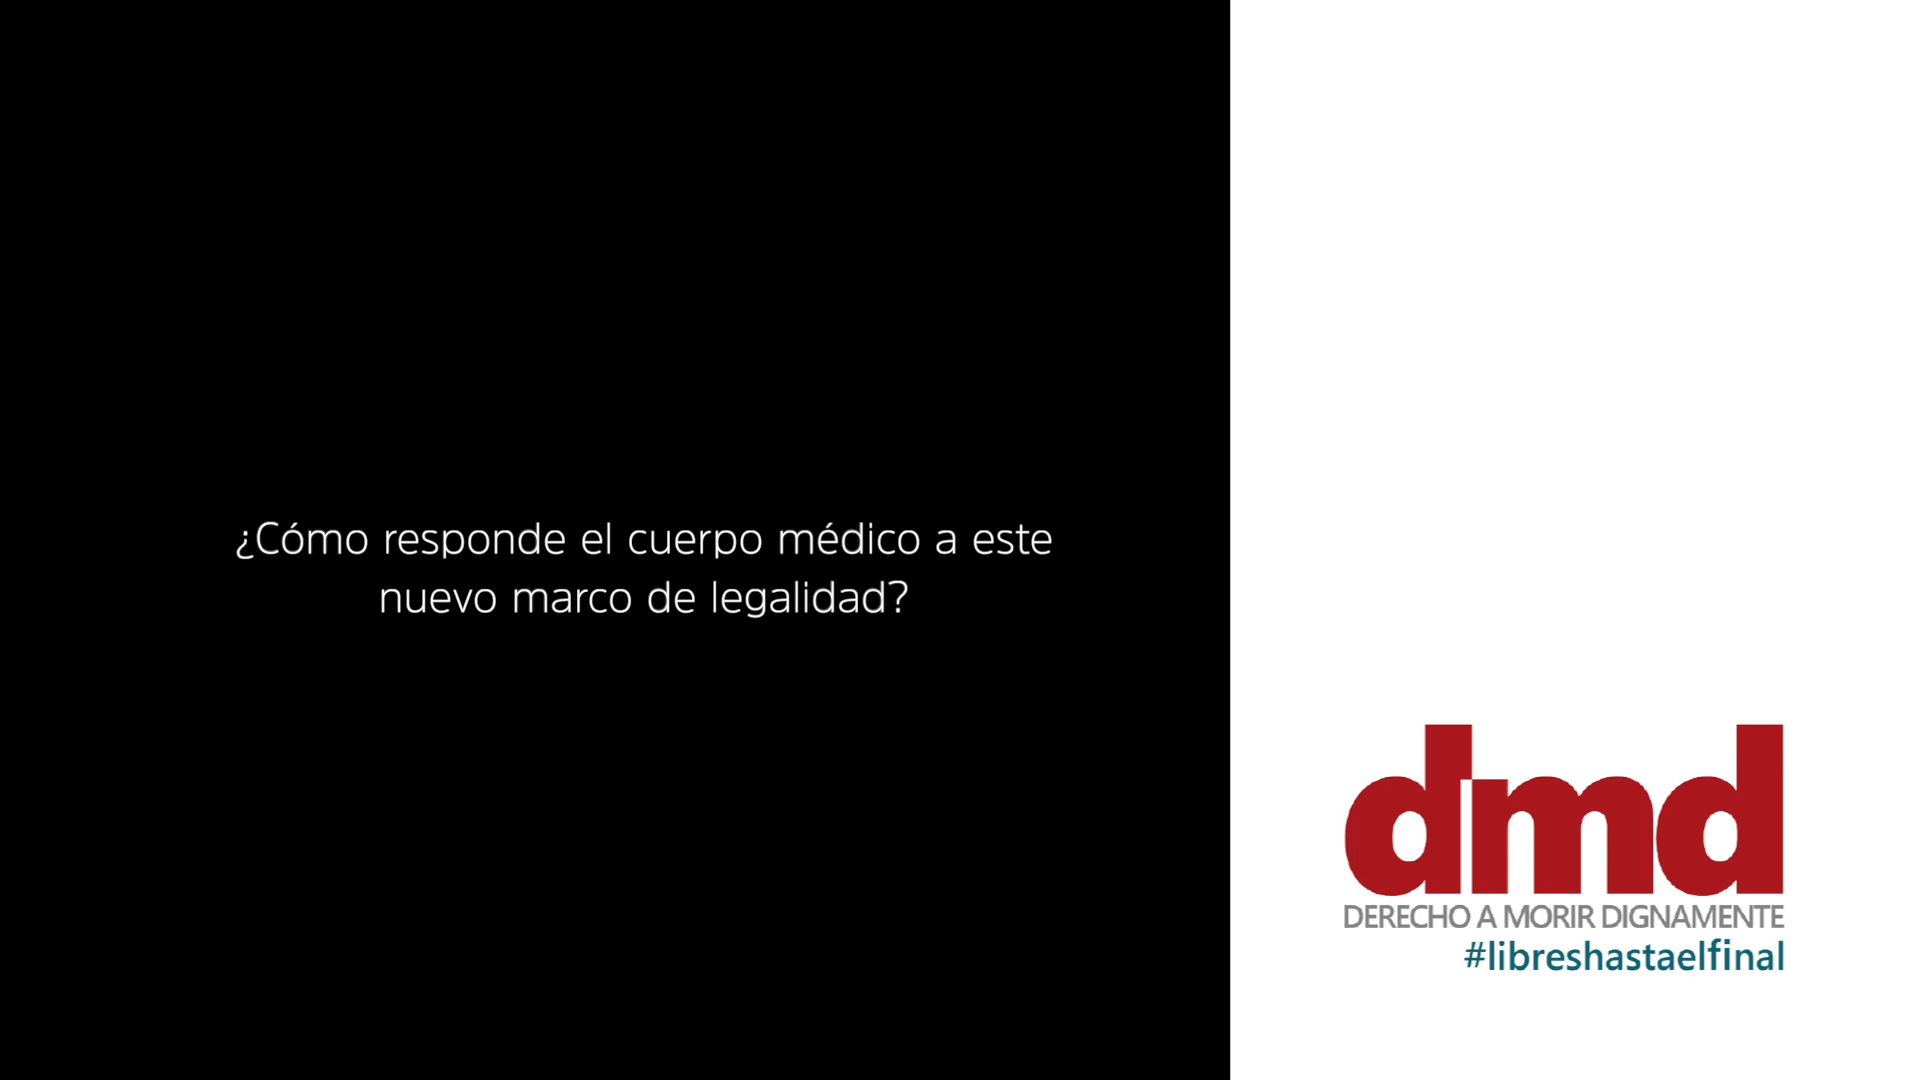 ¿Cómo responde el cuerpo médico a este
nuevo marco de legalidad?
dmd
DERECHO A MORIR DIGNAMENTE
#libreshastaelfinal